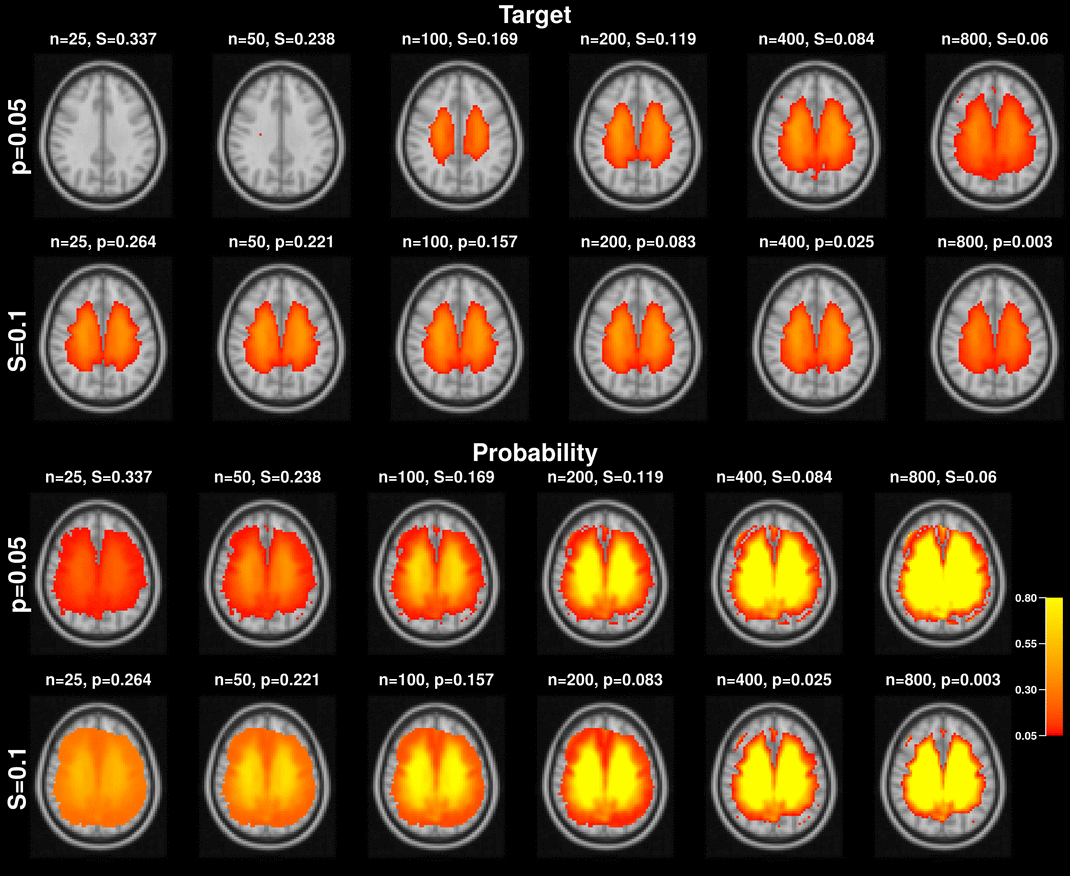 Target
n=25, S=0.337 n=50, S=0.238 n=100, S=0.169 n=200, S=0.119 n=400, S=0.084 n=800, S=0.06
p=0.05
n=25, p=0.264 n=50, p=0.221 n=100, p=0.157 n=200, p=0.083 n=400, p=0.025 n=800, p=0.003
S=0.1
Probability
n=25, S=0.337 n=50, S=0.238 n=100, S=0.169 n=200, S=0.119 n=400, S=0.084 n=800, S=0.06
p=0.05
0.80
0.55
0.30
0.05
n=25, p=0.264 n=50, p=0.221 n=100, p=0.157 n=200, p=0.083 n=400, p=0.025 n=800, p=0.003
S=0.1